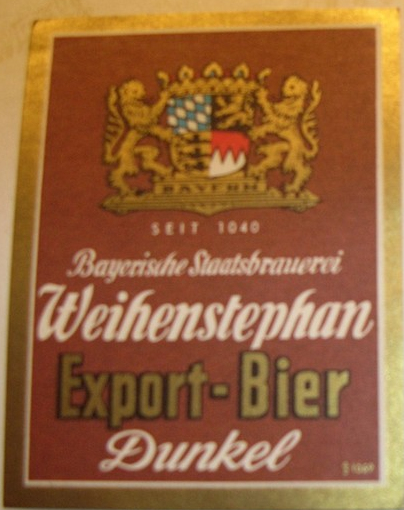 BAYERN
SEIT 1040
Bayerische Staatsbrauerei
Weihenstephan
Export-Bier
Dunkel